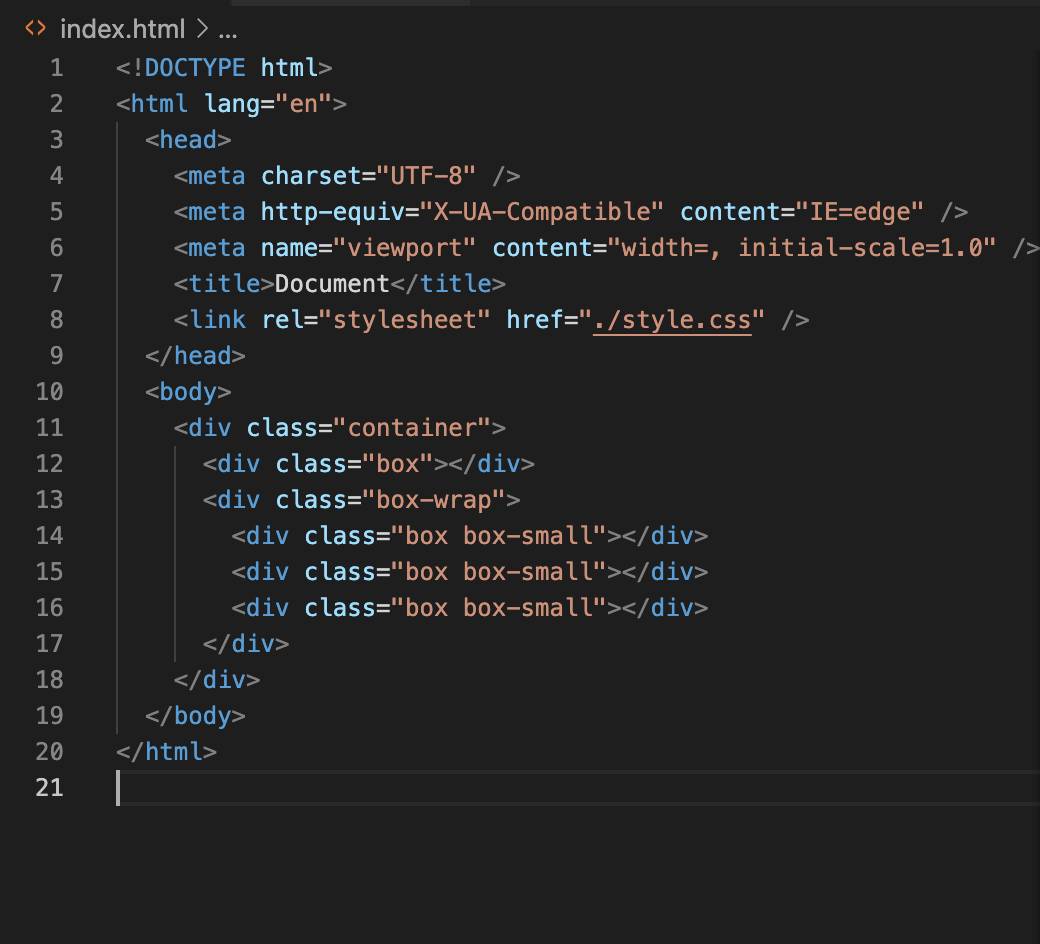 index.html > ...
1 <!DOCTYPE html>
2 <html lang="en">
3 <head>
4 <meta charset="UTF-8" />
5 <meta http-equiv="X-UA-Compatible" content="IE=edge" />
6 <meta name="viewport" content="width=, initial-scale=1.0" />
7 <title>Document</title>
8 <link rel="stylesheet" href="./style.css" />
9 </head>
10 <body>
11 <div class="container">
12 <div class="box"></div>
13 <div class="box-wrap">
14 <div class="box box-small"></div>
15 <div class="box box-small"></div>
16 <div class="box box-small"></div>
17 </div>
18 </div>
19 </body>
20 </html>
21